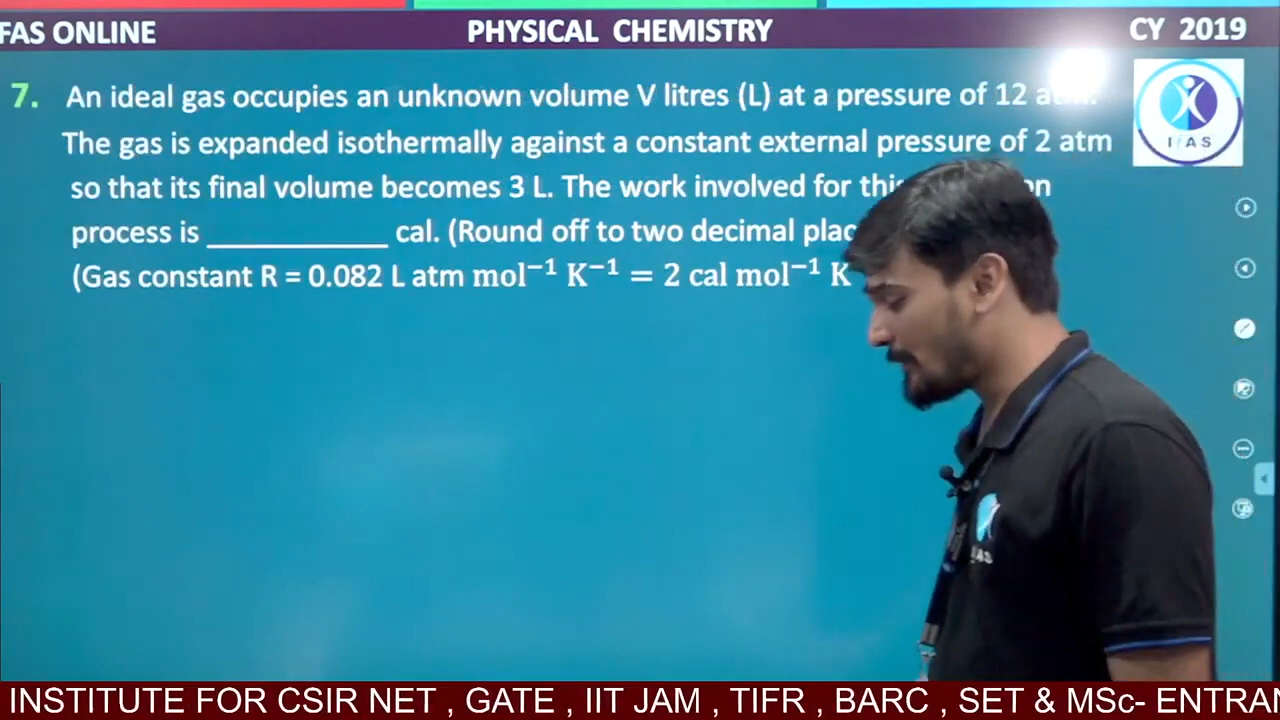 FAS ONLINE
PHYSICAL CHEMISTRY
CY 2019
7. An ideal gas occupies an unknown volume V litres (L) at a pressure of 12
The gas is expanded isothermally against a constant external pressure of 2 atm
so that its final volume becomes 3 L. The work involved for
process is ____________ cal. (Round off to two decimal
(Gas constant R = 0.082 L atm mol⁻¹ K⁻¹ = 2 cal mol⁻¹ K
IFAS
INSTITUTE FOR CSIR NET , GATE , IIT JAM , TIFR , BARC , SET & MSc- ENTRAN